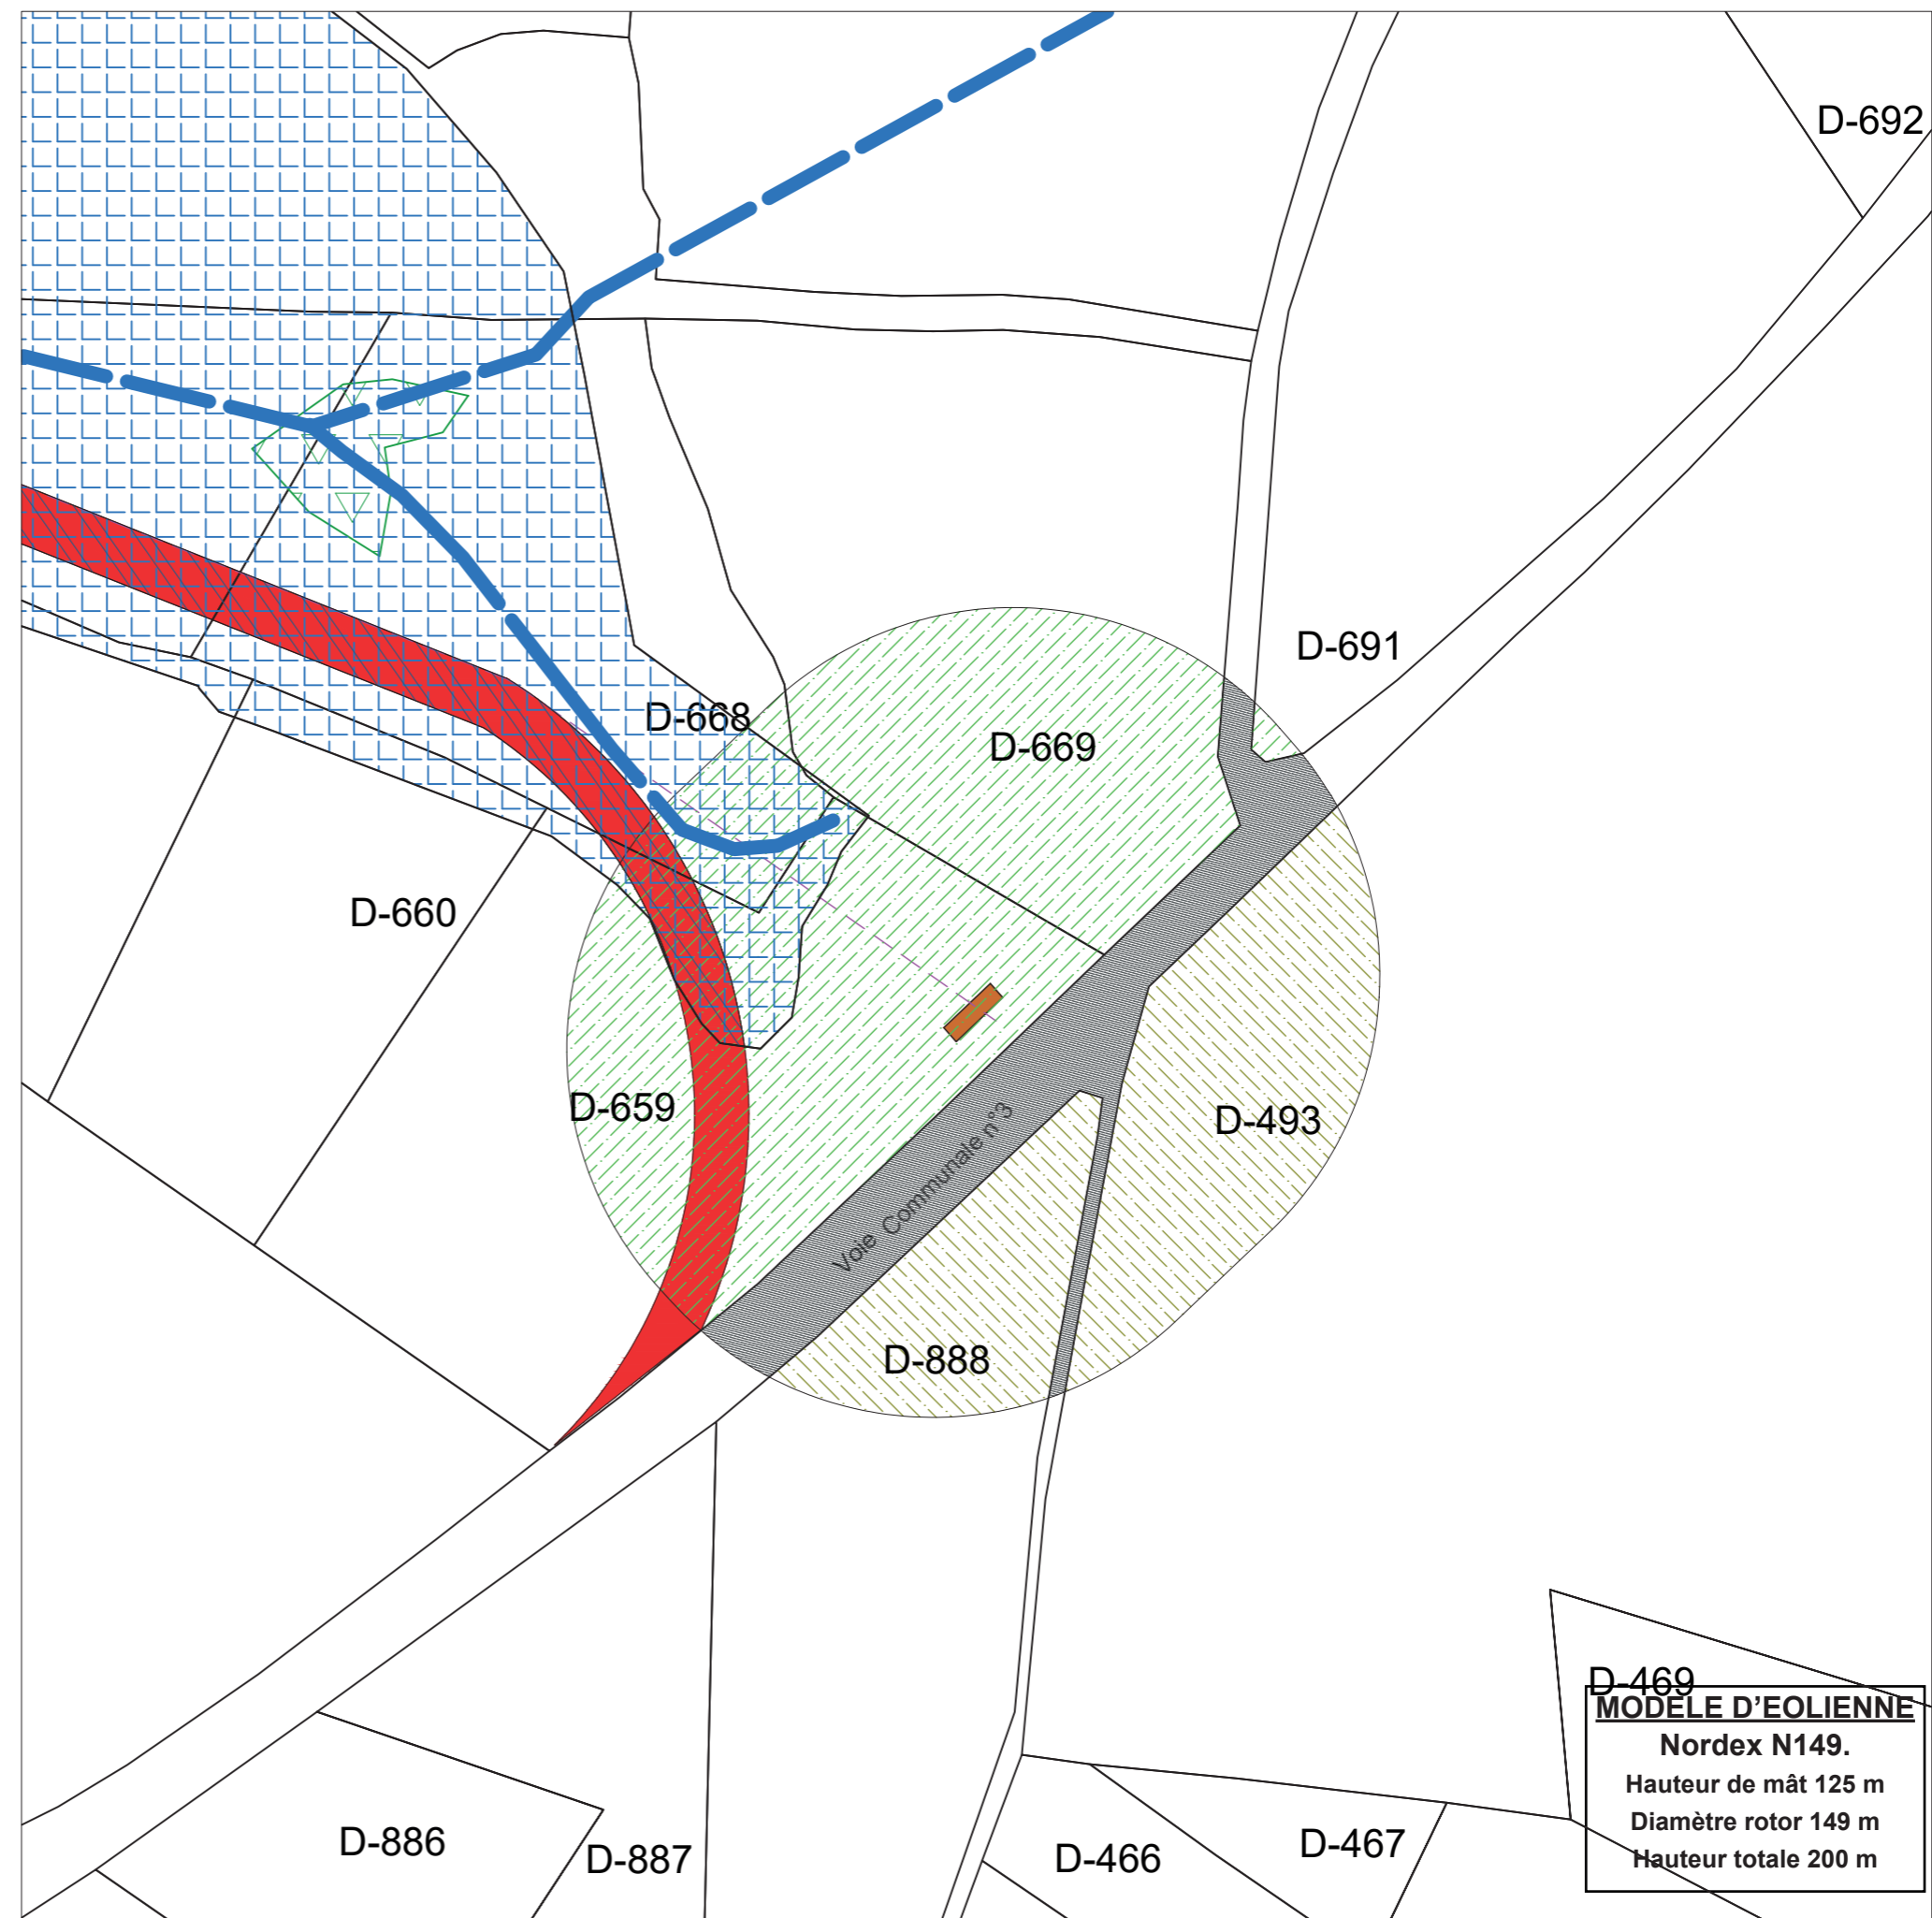 D-692
D-691
D-668
D-669
D-660
D-659
D-493
Voie Communale n°3
D-888
D-469
MODELE D'EOLIENNE
Nordex N149.
Hauteur de mât 125 m
Diamètre rotor 149 m
Hauteur totale 200 m
D-886
D-887
D-466
D-467